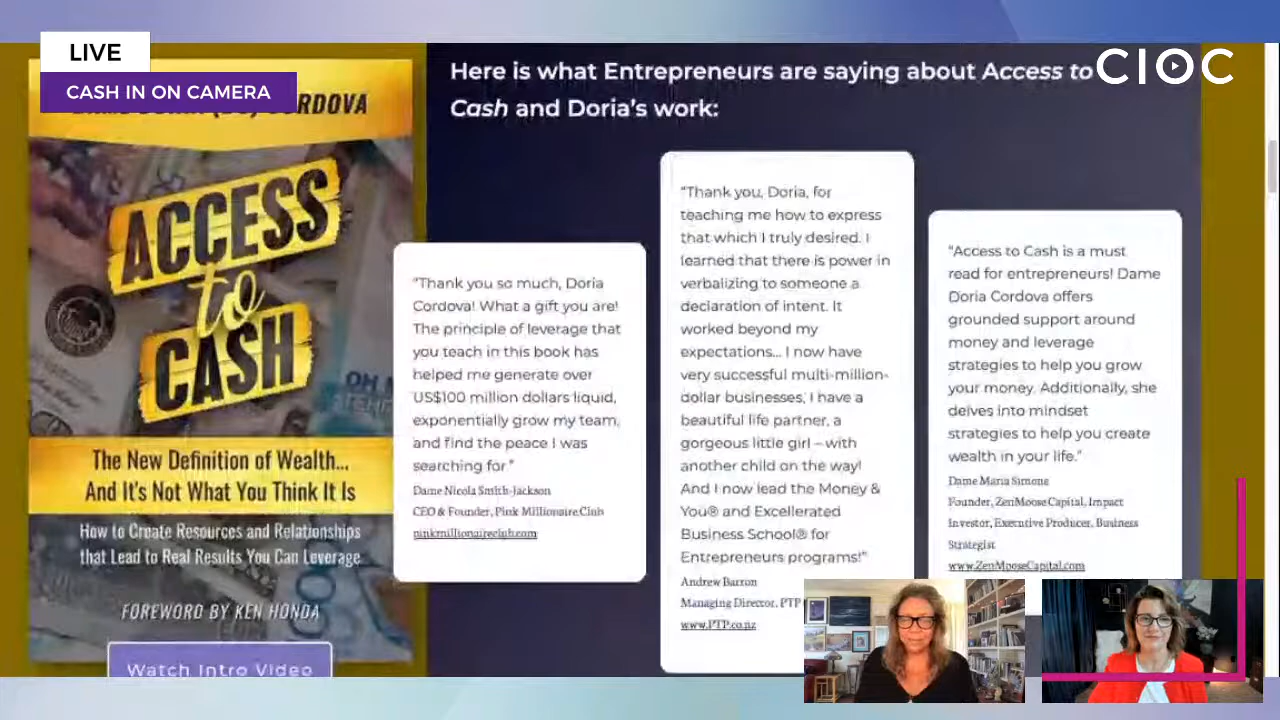 LIVE
CASH IN ON CAMERA
CIOC
CORDOVA
ACCESS
to
CASH
The New Definition of Wealth...
And It's Not What You Think It Is
How to Create Resources and Relationships
that Lead to Real Results You Can Leverage
FOREWORD BY KEN HONDA
Watch Intro Video
Here is what Entrepreneurs are saying about Access to
Cash and Doria's work:
"Thank you so much, Doria
Cordova! What a gift you are!
The principle of leverage that
you teach in this book has
helped me generate over
US$100 million dollars liquid,
exponentially grow my team,
and find the peace I was
searching for"
Dame Nicola Smith-Jackson
CEO & Founder, Pink Millionaire Club
pinkmillionaireclub.com
"Thank you, Doria, for
teaching me how to express
that which I truly desired. I
learned that there is power in
verbalizing to someone a
declaration of intent. It
worked beyond my
expectations... I now have
very successful multi-million-
dollar businesses, I have a
beautiful life partner, a
gorgeous little girl – with
another child on the way!
And I now lead the Money &
You® and Excellerated
Business School® for
Entrepreneurs programs!"
Andrew Barron
Managing Director, PTP
www.PTP.co.nz
"Access to Cash is a must
read for entrepreneurs! Dame
Doria Cordova offers
grounded support around
money and leverage
strategies to help you grow
your money. Additionally, she
delves into mindset
strategies to help you create
wealth in your life."
Dame Maria Simone
Founder, ZenMoose Capital, Impact
Investor, Executive Producer, Business
Strategist
www.ZenMooseCapital.com